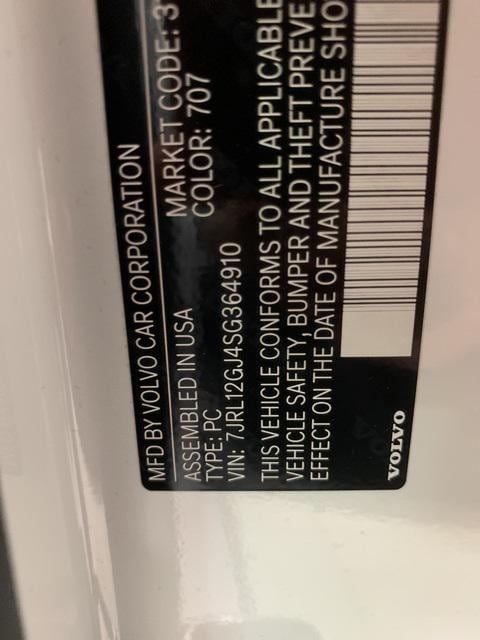 MFD BY VOLVO CAR CORPORATION
ASSEMBLED IN USA MARKET CODE:
TYPE: PC COLOR: 707
VIN: 7JRL12GJ4SG364910
THIS VEHICLE CONFORMS TO ALL APPLICABLE
VEHICLE SAFETY, BUMPER AND THEFT PREVE
EFFECT ON THE DATE OF MANUFACTURE SHO
VOLVO